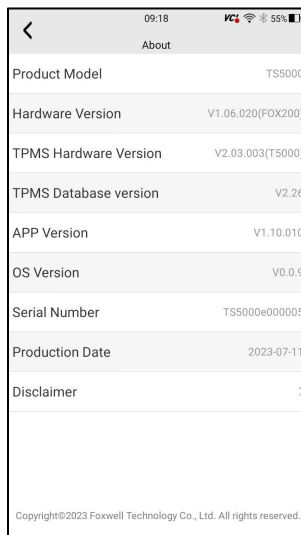 09:18 VCI 55%
About
Product Model TS5000
Hardware Version V1.06.020(FOX200)
TPMS Hardware Version V2.03.003(T5000)
TPMS Database version V2.26
APP Version V1.10.010
OS Version V0.0.9
Serial Number TS5000e000005
Production Date 2023-07-11
Disclaimer
Copyright©2023 Foxwell Technology Co., Ltd. All rights reserved.